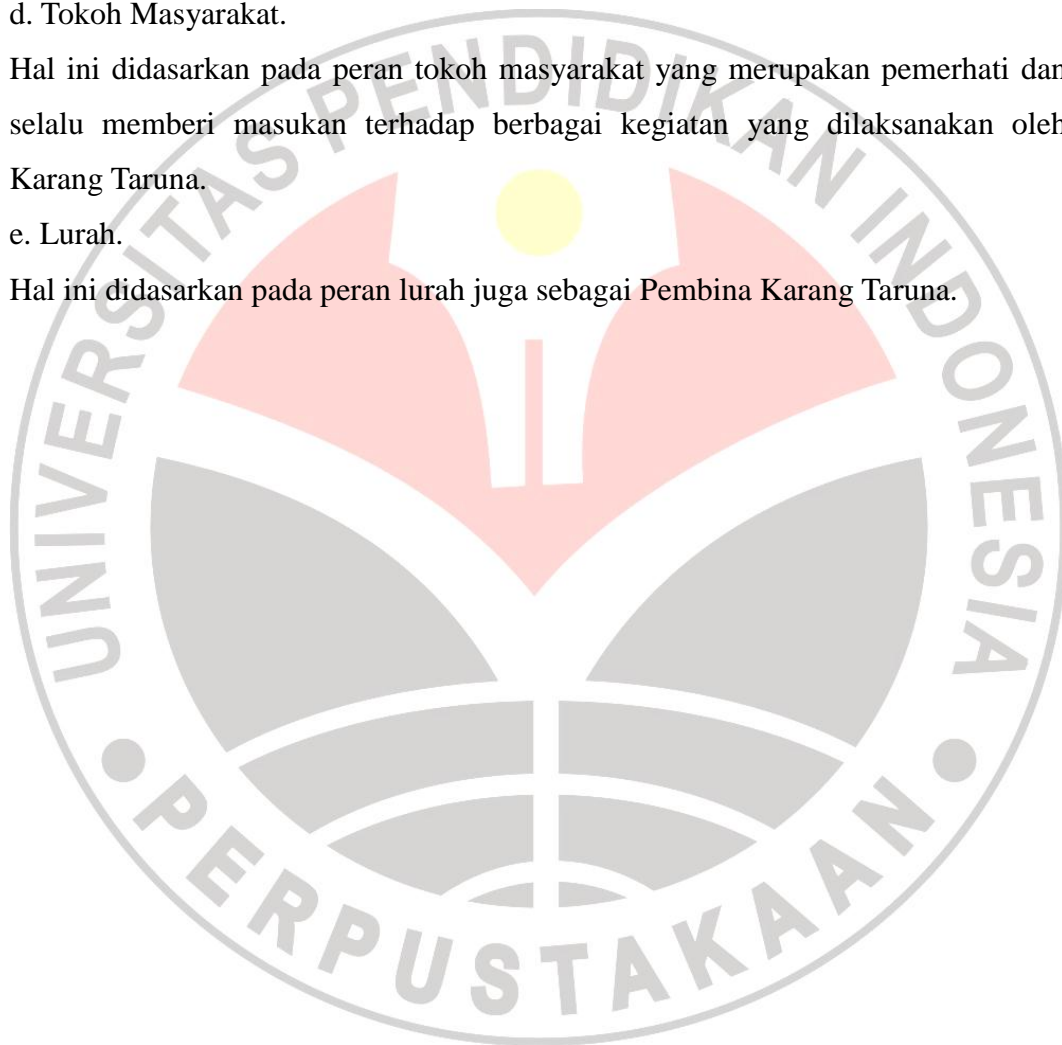 d. Tokoh Masyarakat.
Hal ini didasarkan pada peran tokoh masyarakat yang merupakan pemerhati dan
selalu memberi masukan terhadap berbagai kegiatan yang dilaksanakan oleh
Karang Taruna.
e. Lurah.
Hal ini didasarkan pada peran lurah juga sebagai Pembina Karang Taruna.
UNIVERSITAS PENDIDIKAN INDONESIA
PERPUSTAKAAN